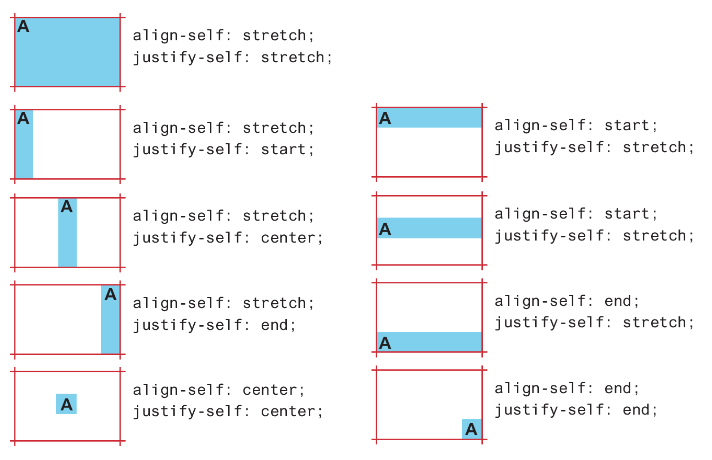 A
align-self: stretch;
justify-self: stretch;
A
align-self: stretch;
justify-self: start;
A
align-self: stretch;
justify-self: center;
A
align-self: stretch;
justify-self: end;
A
align-self: center;
justify-self: center;
A
align-self: start;
justify-self: stretch;
A
align-self: start;
justify-self: stretch;
A
align-self: end;
justify-self: stretch;
A
align-self: end;
justify-self: end;